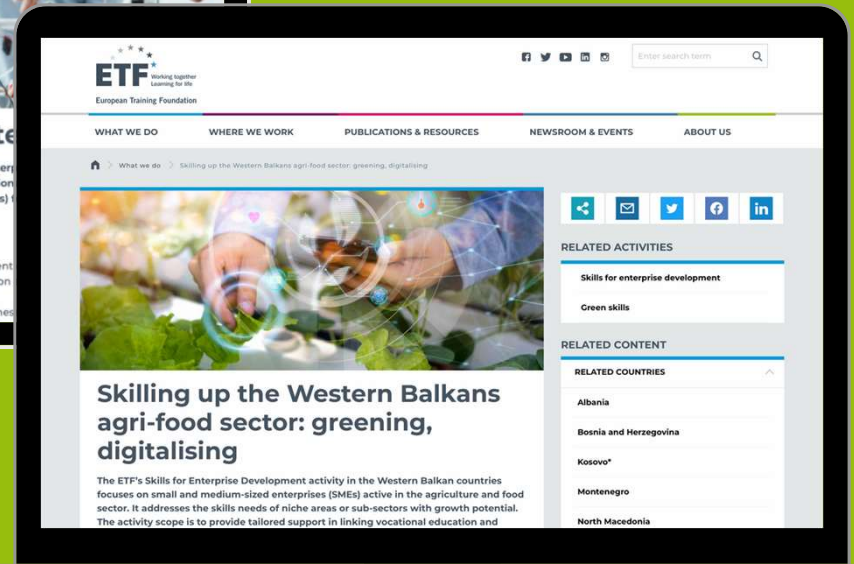 ETF
Working together
Learning for life
European Training Foundation
Enter search term
WHAT WE DO
WHERE WE WORK
PUBLICATIONS & RESOURCES
NEWSROOM & EVENTS
ABOUT US
What we do
Skilling up the Western Balkans agri-food sector: greening, digitalising
Skilling up the Western Balkans
agri-food sector: greening,
digitalising
The ETF's Skills for Enterprise Development activity in the Western Balkan countries
focuses on small and medium-sized enterprises (SMEs) active in the agriculture and food
sector. It addresses the skills needs of niche areas or sub-sectors with growth potential.
The activity scope is to provide tailored support in linking vocational education and
RELATED ACTIVITIES
Skills for enterprise development
Green skills
RELATED CONTENT
RELATED COUNTRIES
Albania
Bosnia and Herzegovina
Kosovo*
Montenegro
North Macedonia